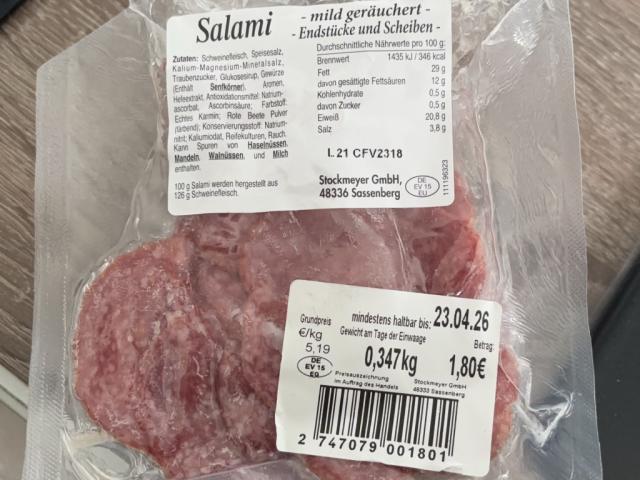 Salami
- mild geräuchert -
- Endstücke und Scheiben -
Zutaten: Schweinefleisch, Speisesalz,
Kalium-Magnesium-Mineralsalz,
Traubenzucker, Glukosesirup, Gewürze
(Enthält Senfkörner), Aromen,
Hefeextrakt, Antioxidationsmittel: Natrium-
ascorbat, Ascorbinsäure; Farbstoff:
Echtes Karmin; Rote Beete Pulver
(färbend); Konservierungsstoff: Natrium-
nitrit; Kaliumnitrat, Reifekulturen, Rauch.
Kann Spuren von Haselnüssen,
Mandeln, Walnüssen, und Milch
enthalten.
100 g Salami werden hergestellt aus
126 g Schweinefleisch.
Durchschnittliche Nährwerte pro 100 g:
Brennwert 1435 kJ / 346 kcal
Fett 29 g
davon gesättigte Fettsäuren 12 g
Kohlenhydrate 0,5 g
davon Zucker 0,5 g
Eiweiß 20,8 g
Salz 3,8 g
L.21 CFV2318
Stockmeyer GmbH,
48336 Sassenberg
DE
EV 15
EU
111196323
Grundpreis
€/kg
5,19
DE
EV 15
EG
mindestens haltbar bis: 23.04.26
Gewicht am Tage der Einwaage
Betrag:
0,347kg
1,80€
Preisauszeichnung
im Auftrag des Handels
Stockmeyer GmbH
48333 Sassenberg
2 747079 001801